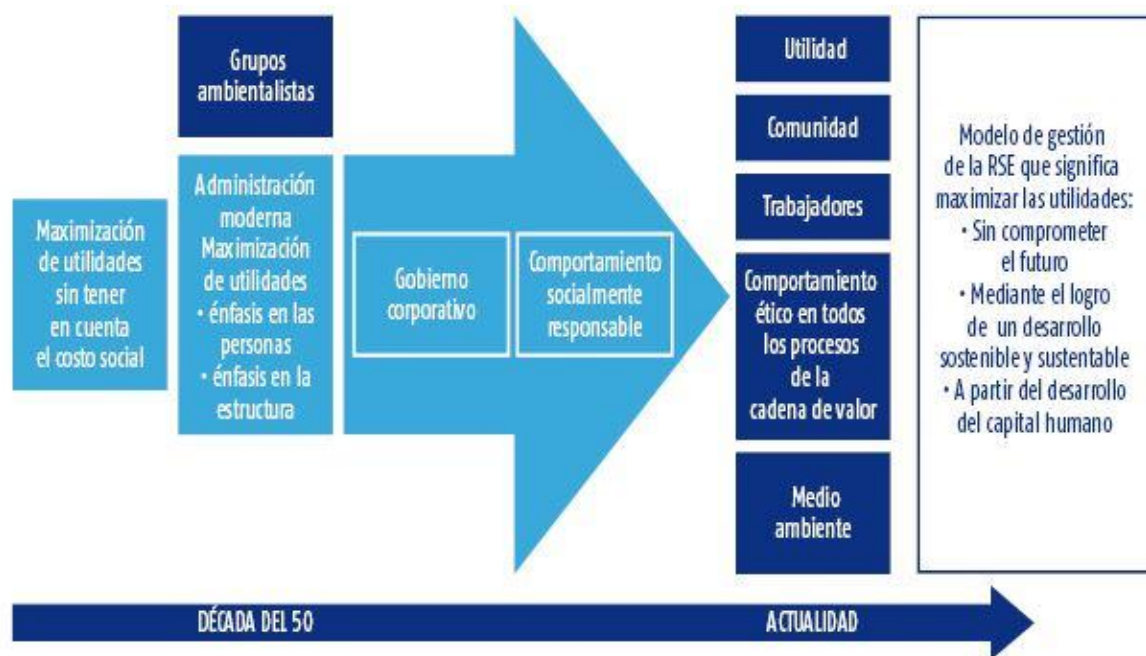 Maximización
de utilidades
sin tener
en cuenta
el costo social
Grupos
ambientalistas
Administración
moderna
Maximización
de utilidades
• énfasis en las
personas
• énfasis en la
estructura
Gobierno
corporativo
Comportamiento
socialmente
responsable
Utilidad
Comunidad
Trabajadores
Comportamiento
ético en todos
los procesos
de la
cadena de valor
Medio
ambiente
Modelo de gestión
de la RSE que significa
maximizar las utilidades:
• Sin comprometer
el futuro
• Mediante el logro
de un desarrollo
sostenible y sustentable
• A partir del desarrollo
del capital humano
DÉCADA DEL 50
ACTUALIDAD